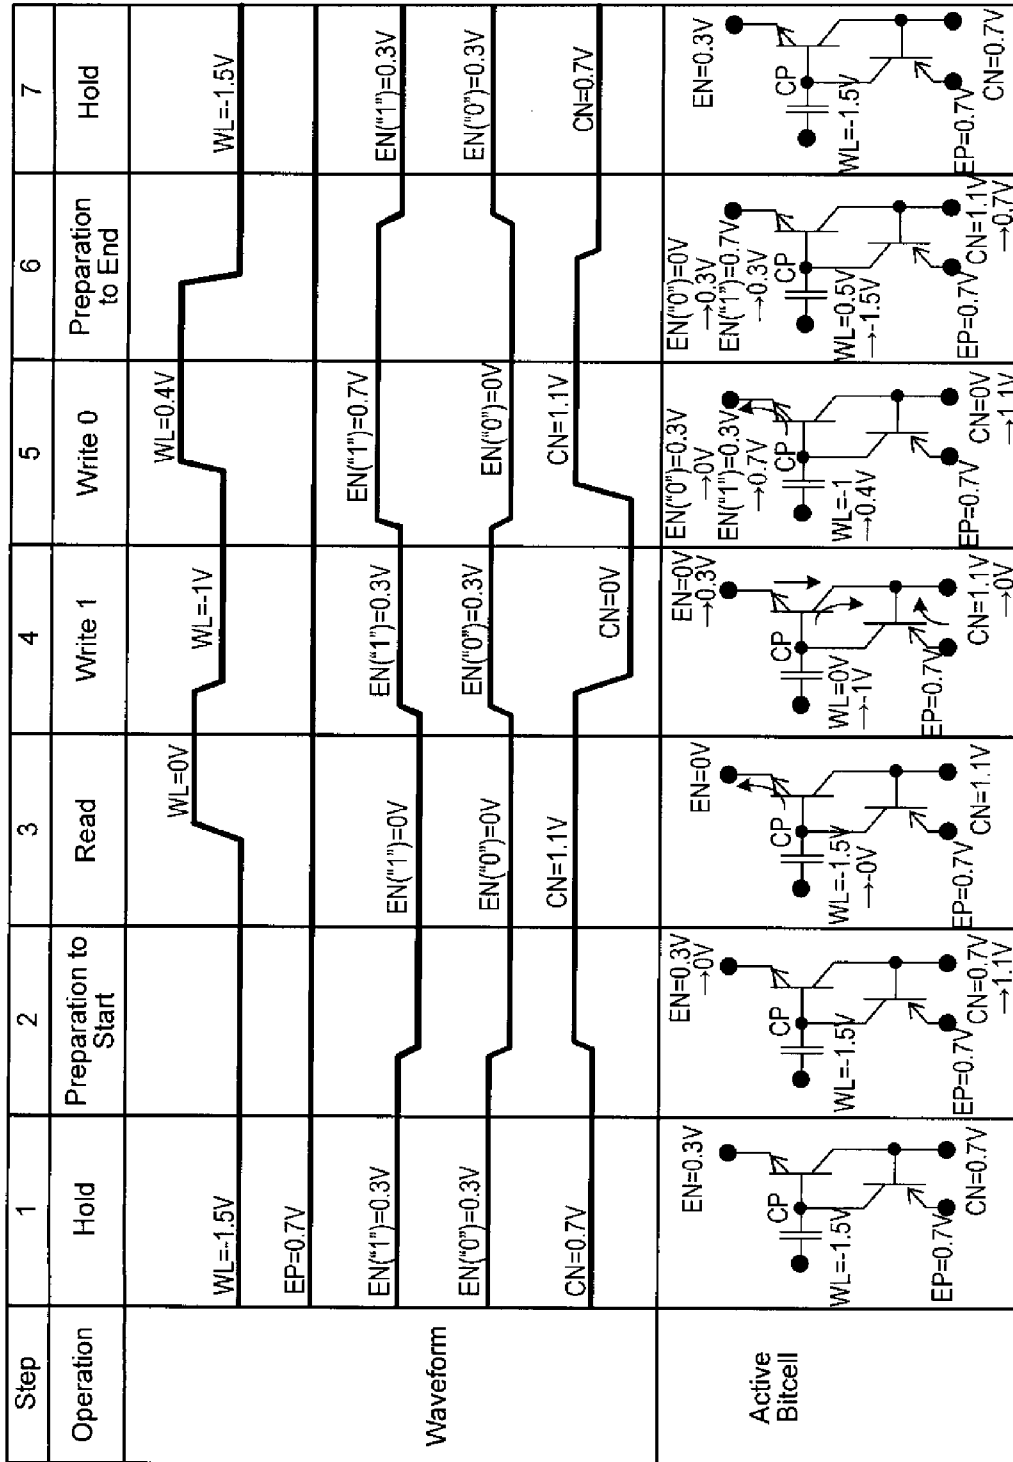 Step
1
2
3
4
5
6
7
Operation
Hold
Preparation to
Start
Read
Write 1
Write 0
Preparation
to End
Hold
Waveform
WL=-1.5V
WL=0V
WL=-1V
WL=0.4V
WL=-1.5V
EP=0.7V
EN("1")=0.3V
EN("1")=0V
EN("1")=0.3V
EN("1")=0.7V
EN("1")=0.3V
EN("0")=0.3V
EN("0")=0V
EN("0")=0.3V
EN("0")=0V
EN("0")=0.3V
CN=0.7V
CN=1.1V
CN=0V
CN=1.1V
CN=0.7V
Active
Bitcell
EN=0.3V
CP
WL=-1.5V
EP=0.7V
CN=0.7V
EN=0.3V
→0V
CP
WL=-1.5V
EP=0.7V
CN=0.7V
→1.1V
EN=0V
CP
WL=-1.5V
→-0V
EP=0.7V
CN=1.1V
EN=0V
→0.3V
CP
WL=0V
→-1V
EP=0.7V
CN=1.1V
→0V
EN("0")=0.3V
→0V
EN("1")=0.3V
→0.7V
CP
WL=-1
→0.4V
EP=0.7V
CN=0V
→1.1V
EN("0")=0V
→0.3V
EN("1")=0.7V
→0.3V
CP
WL=0.5V
→-1.5V
EP=0.7V
CN=1.1V
→0.7V
EN=0.3V
CP
WL=-1.5V
EP=0.7V
CN=0.7V